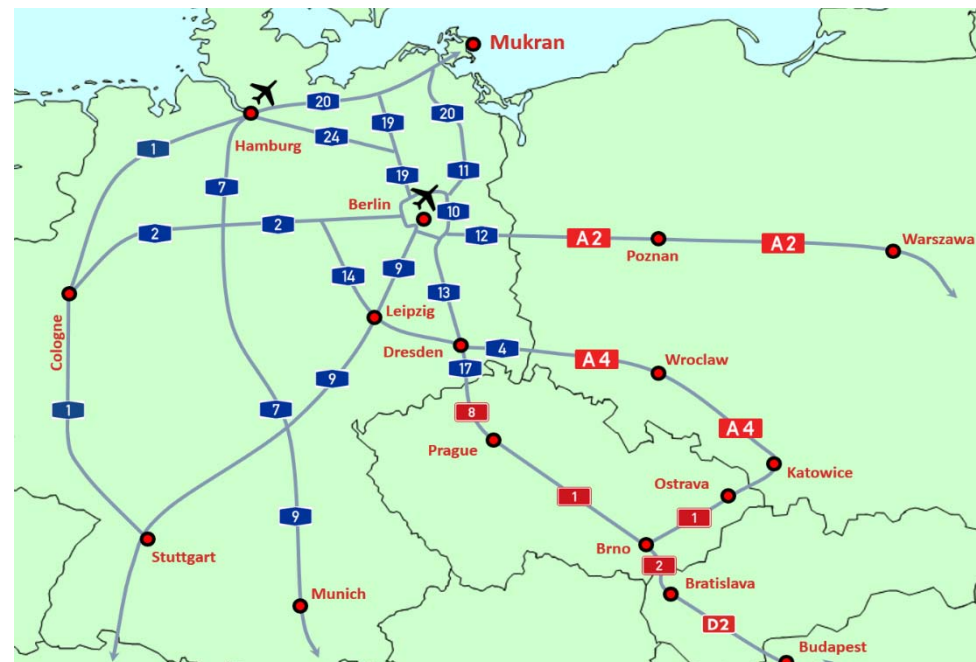 Mukran
20
20
19
1
Hamburg
24
7
19
11
Berlin
10
2
2
12
A2
A2
Poznan
Warszawa
14
9
13
Cologne
Leipzig
Dresden
4
A4
Wroclaw
17
9
1
7
8
A4
Prague
Katowice
Ostrava
1
1
9
Brno
Stuttgart
2
Bratislava
Munich
D2
Budapest